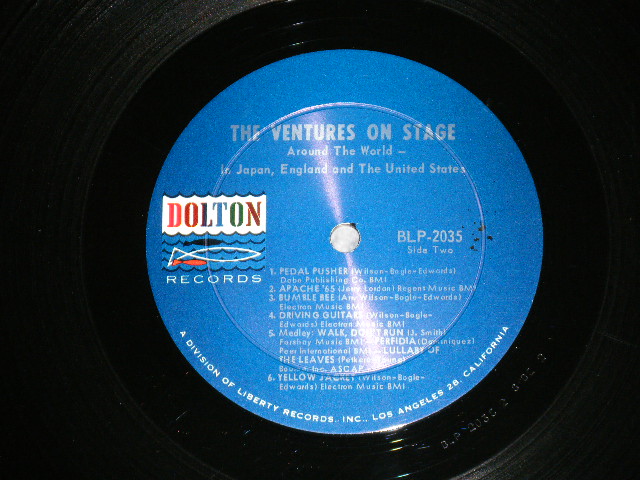 THE VENTURES ON STAGE
Around The World –
In Japan, England and The United States
DOLTON
RECORDS
BLP-2035
Side Two
1. PEDAL PUSHER (Wilson-Bogle-Edwards)
Dobo Publishing Co. BMI
2. APACHE '65 (Jerry Lordan) Regent Music BMI
3. BUMBLE BEE (Arr. Wilson-Bogle-Edwards)
Electron Music BMI
4. DRIVING GUITARS (Wilson-Bogle-
Edwards) Electron Music BMI
5. Medley: WALK, DON'T RUN (J. Smith)
Forshay Music BMI – PERFIDIA (Dominiquez)
Peer International BMI – LULLABY OF
THE LEAVES
Inc. ASCAP
6. YELLOW JACKET (Wilson-Bogle-
Edwards) Electron Music BMI
A DIVISION OF LIBERTY RECORDS, INC., LOS ANGELES 28, CALIFORNIA